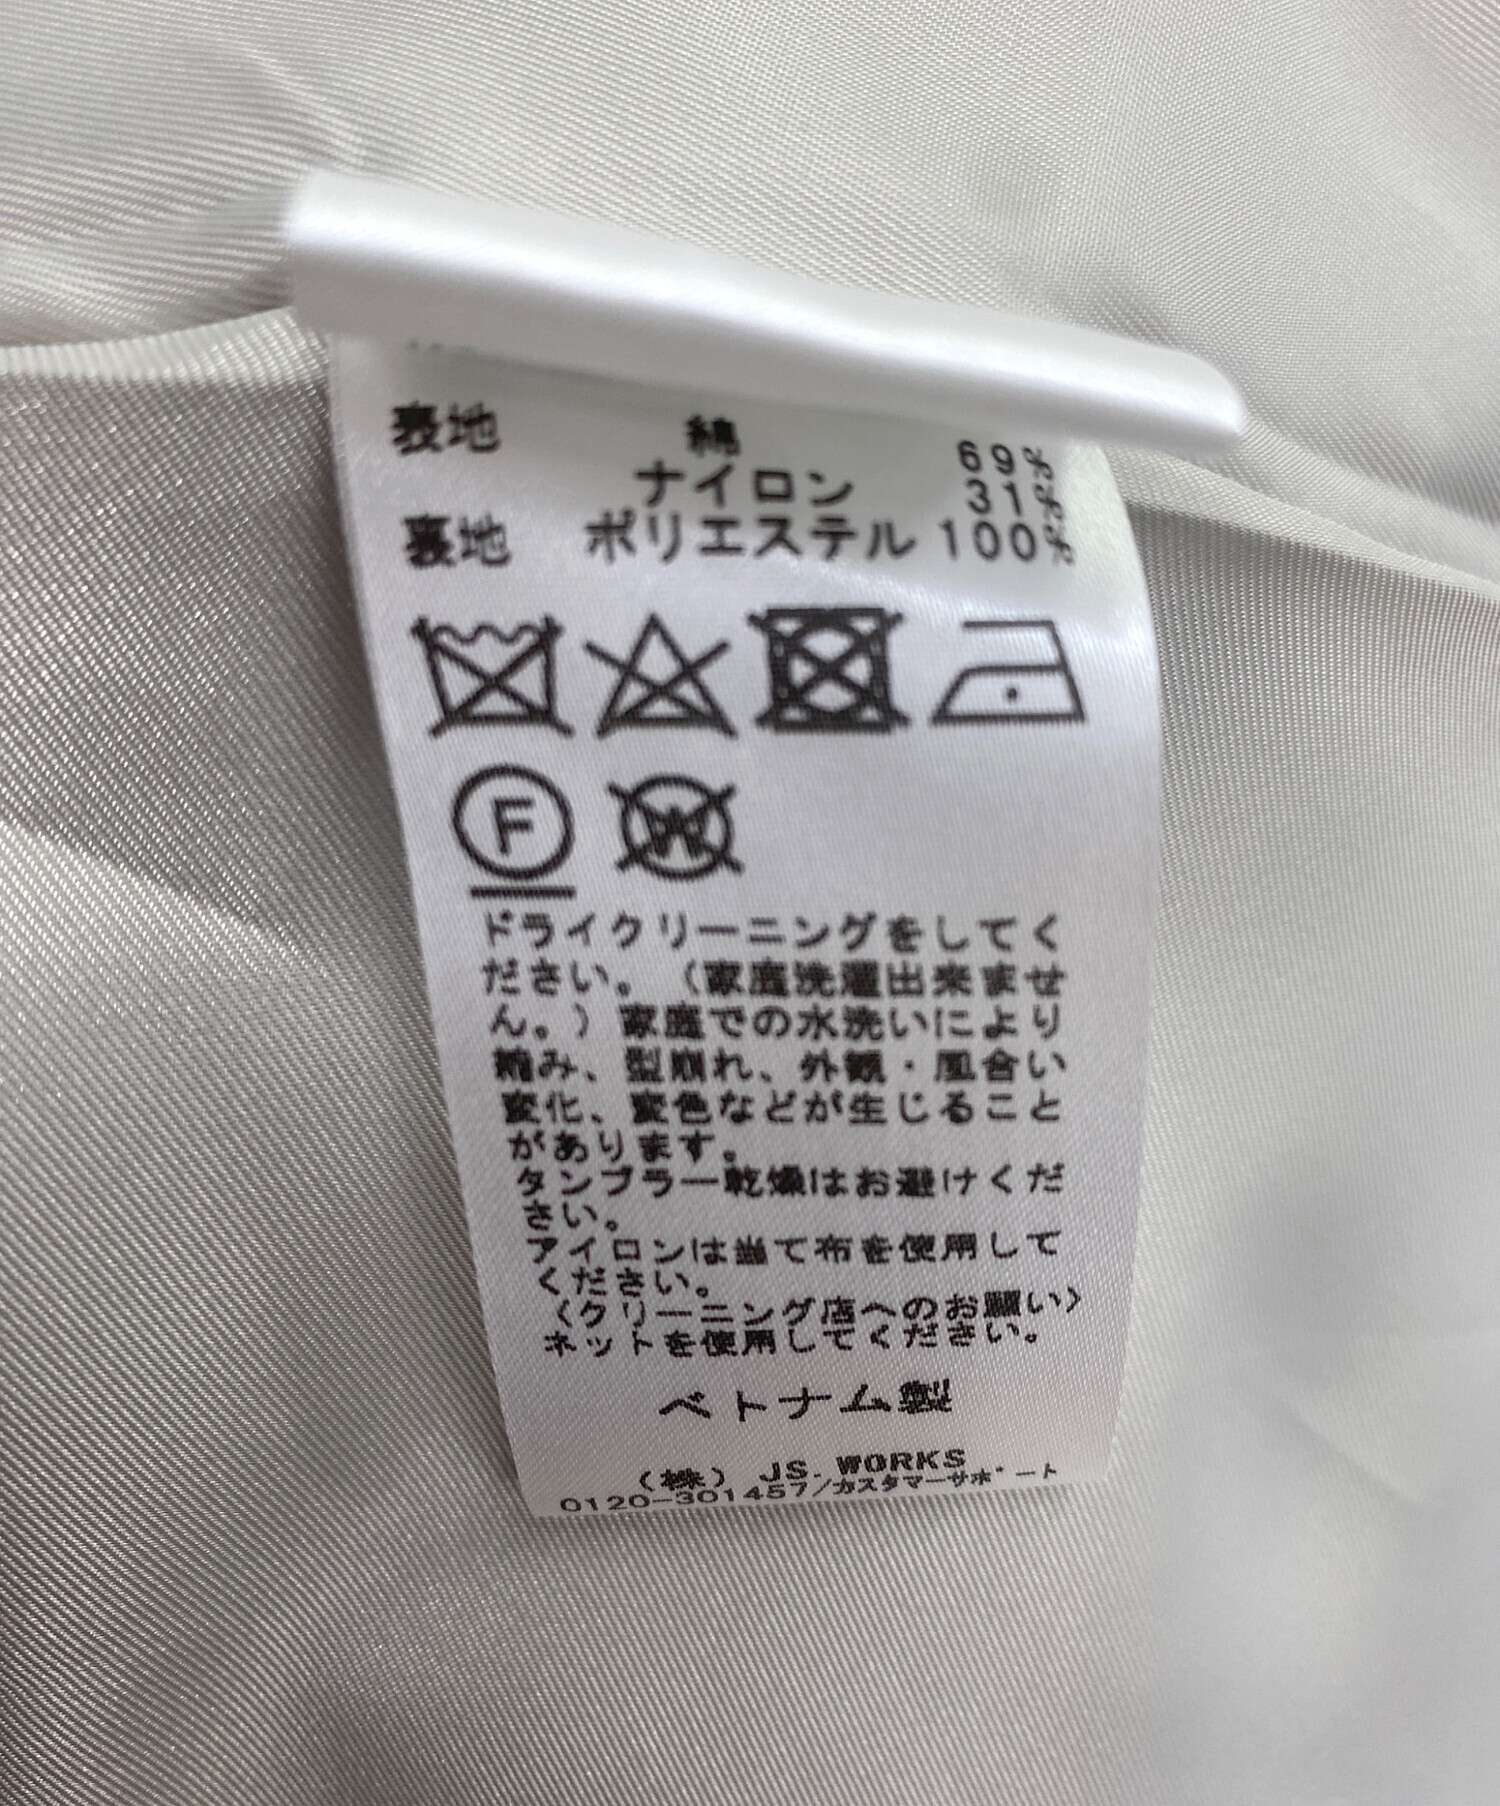 表地 綿 69%
ナイロン 31%
裏地 ポリエステル 100%
F W
ドライクリーニングをしてく
ださい。(家庭洗濯出来ませ
ん。)家庭での水洗いにより
縮み、型崩れ、外観・風合い
変化、変色などが生じること
があります。
タンブラー乾燥はお避けくだ
さい。
アイロンは当て布を使用して
ください。
〈クリーニング店へのお願い〉
ネットを使用してください。
ベトナム製
(株) JS. WORKS
0120-301457/カスタマーサポート